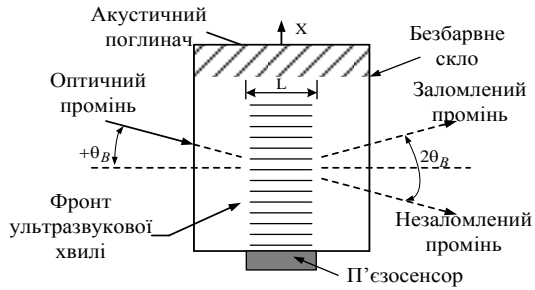 Акустичний
поглинач
X
Безбарвне
скло
Оптичний
промінь
L
Заломлений
промінь
+θB
2θB
Фронт
ультразвукової
хвилі
Незаломлений
промінь
П’єзосенсор